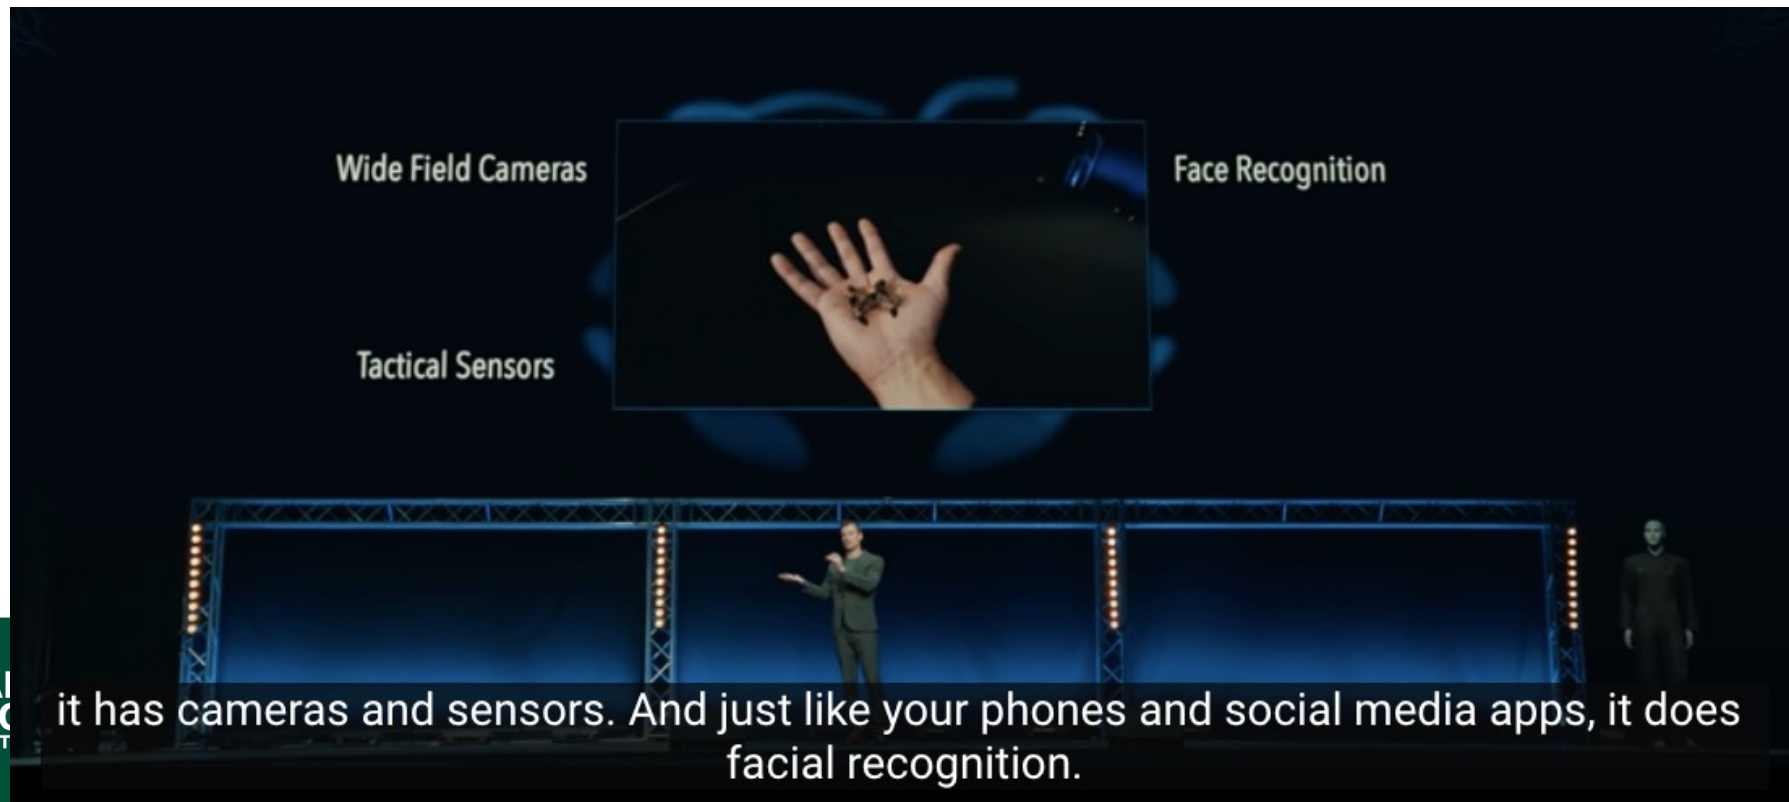 Wide Field Cameras
Face Recognition
Tactical Sensors
it has cameras and sensors. And just like your phones and social media apps, it does
facial recognition.